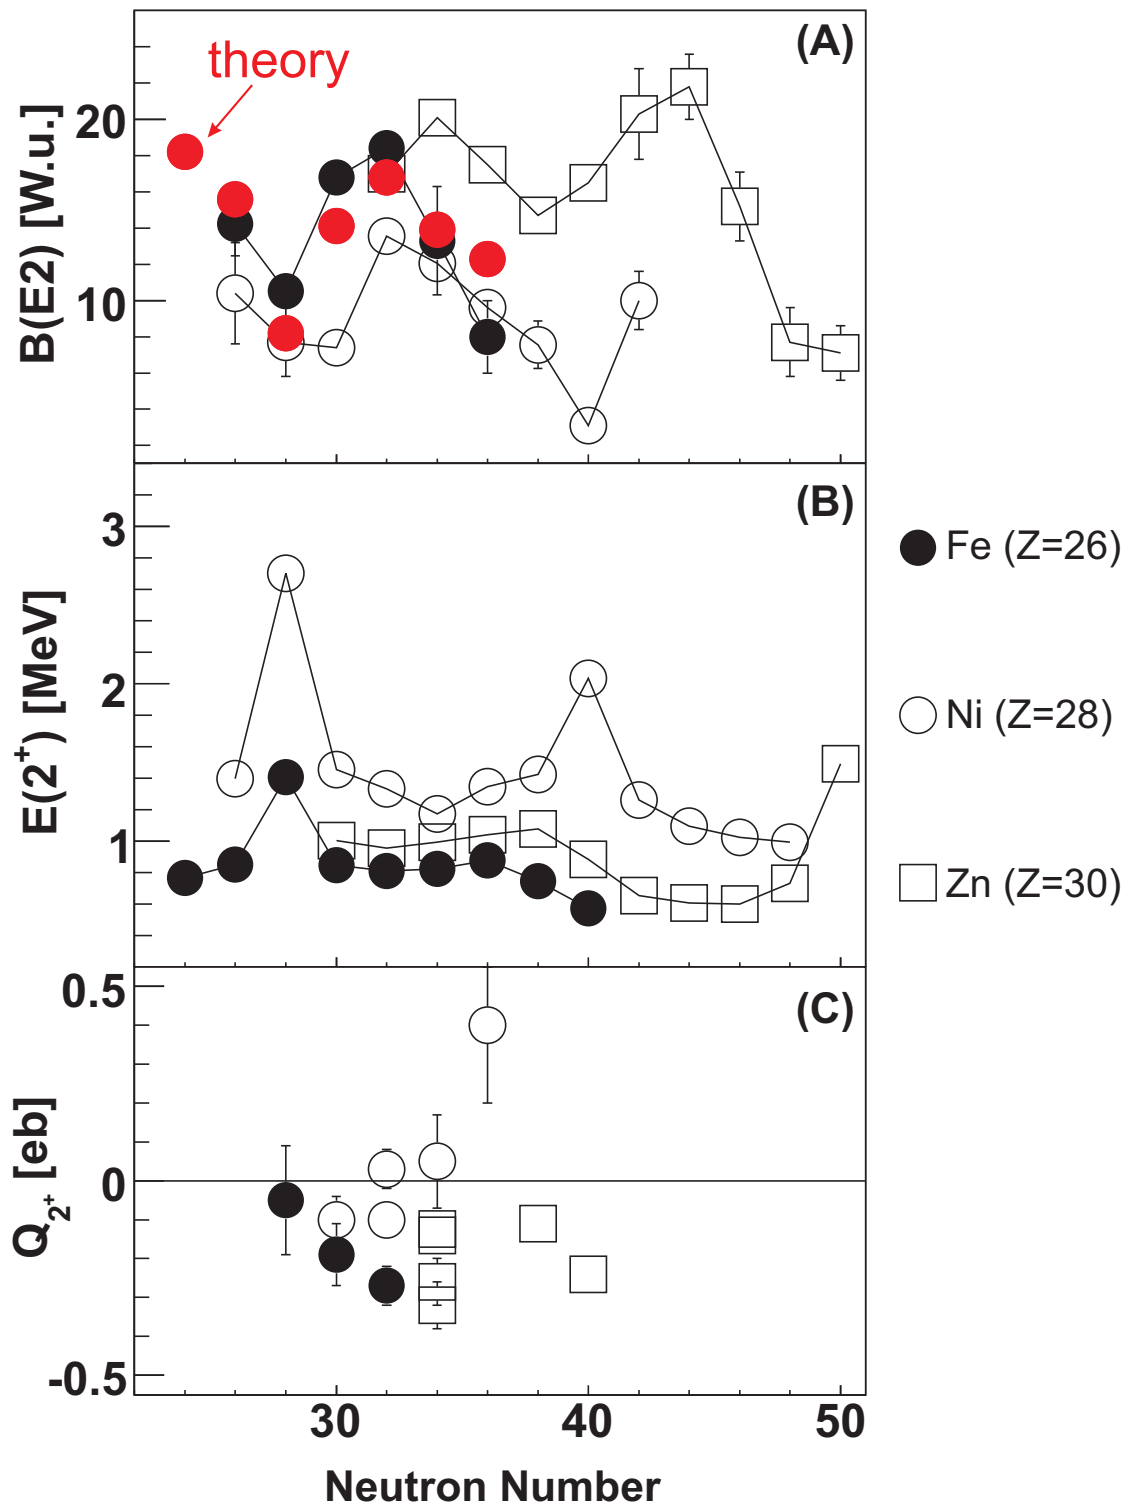 (A)
theory
B(E2) [W.u.]
20
10
(B)
E(2⁺) [MeV]
3
2
1
Fe (Z=26)
Ni (Z=28)
Zn (Z=30)
(C)
Q₂⁺ [eb]
0.5
0
-0.5
30 40 50
Neutron Number